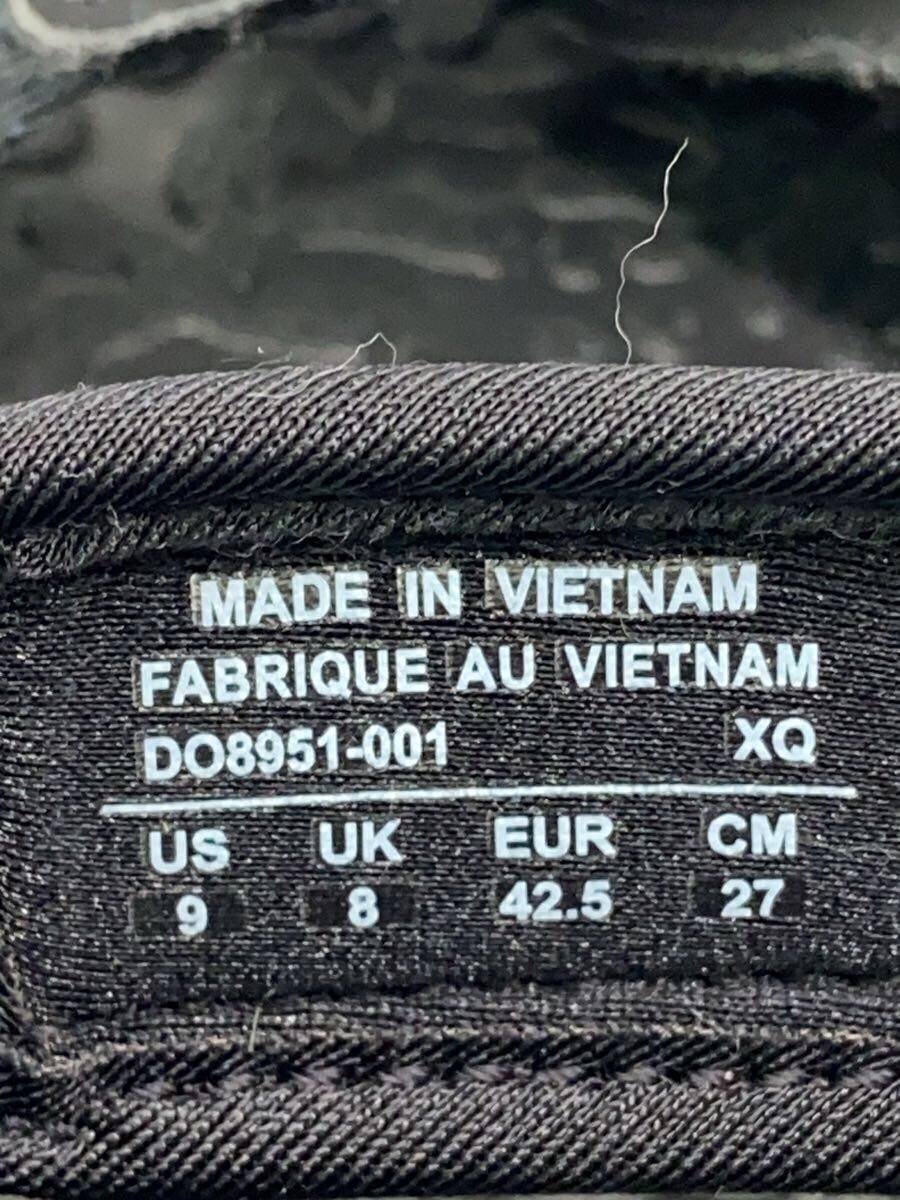 MADE IN VIETNAM
FABRIQUE AU VIETNAM
DO8951-001 XQ
US UK EUR CM
9 8 42.5 27